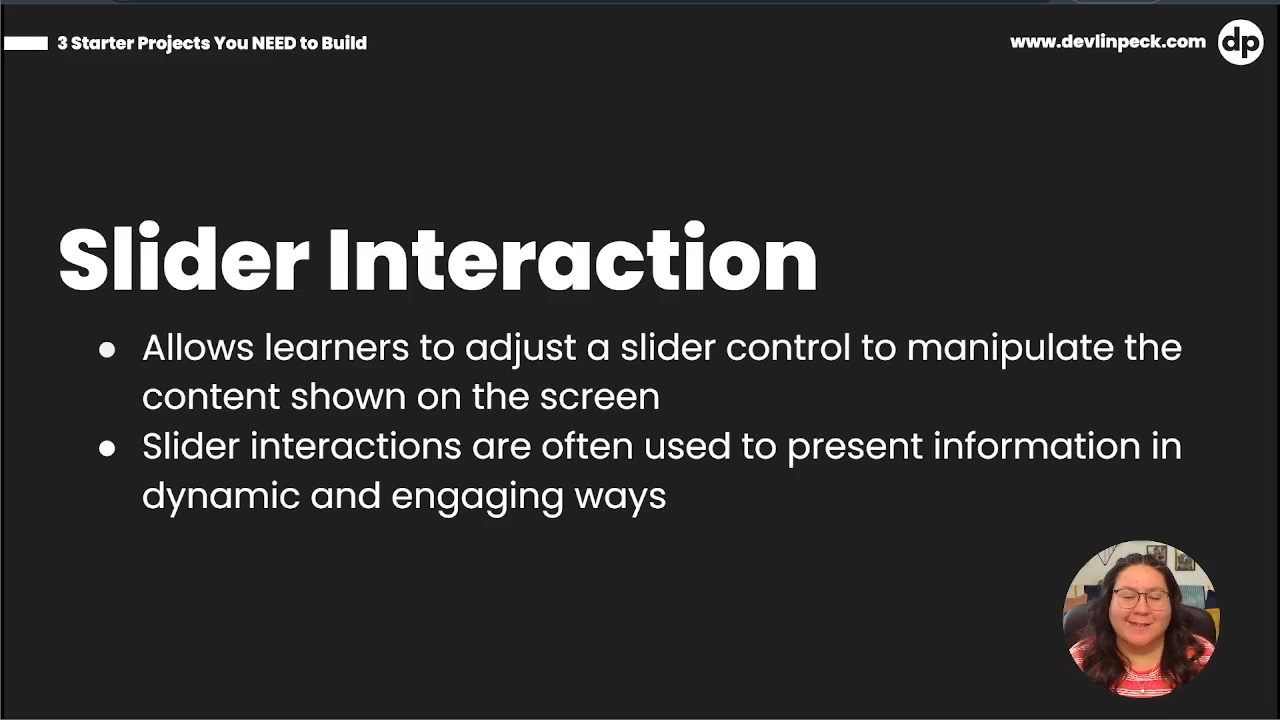 3 Starter Projects You NEED to Build
www.devlinpeck.com dp
Slider Interaction
● Allows learners to adjust a slider control to manipulate the
content shown on the screen
● Slider interactions are often used to present information in
dynamic and engaging ways